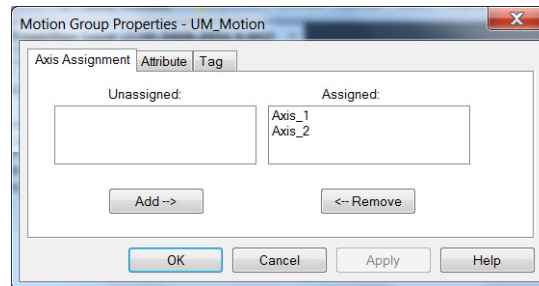 Motion Group Properties - UM_Motion
X
Axis Assignment Attribute Tag
Unassigned: Assigned:
Axis_1
Axis_2
Add --> <-- Remove
OK Cancel Apply Help